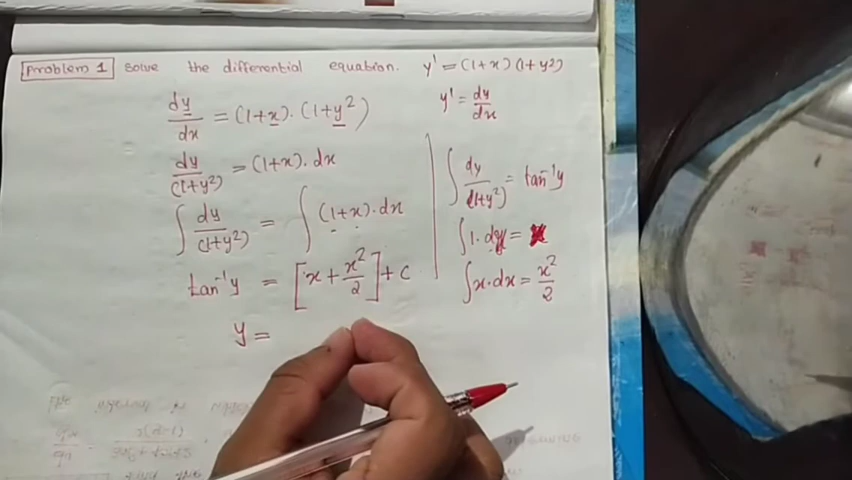 Problem 1 Solve the differential equation. y' = (1+x) (1+y²)
dy/dx = (1+x).(1+y²)
dy/(1+y²) = (1+x).dx
∫ dy/(1+y²) = ∫ (1+x).dx
tan⁻¹y = [x + x²/2] + c
y =
y' = dy/dx
∫ dy/(1+y²) = tan⁻¹y
∫ 1.dx = x
∫ x.dx = x²/2